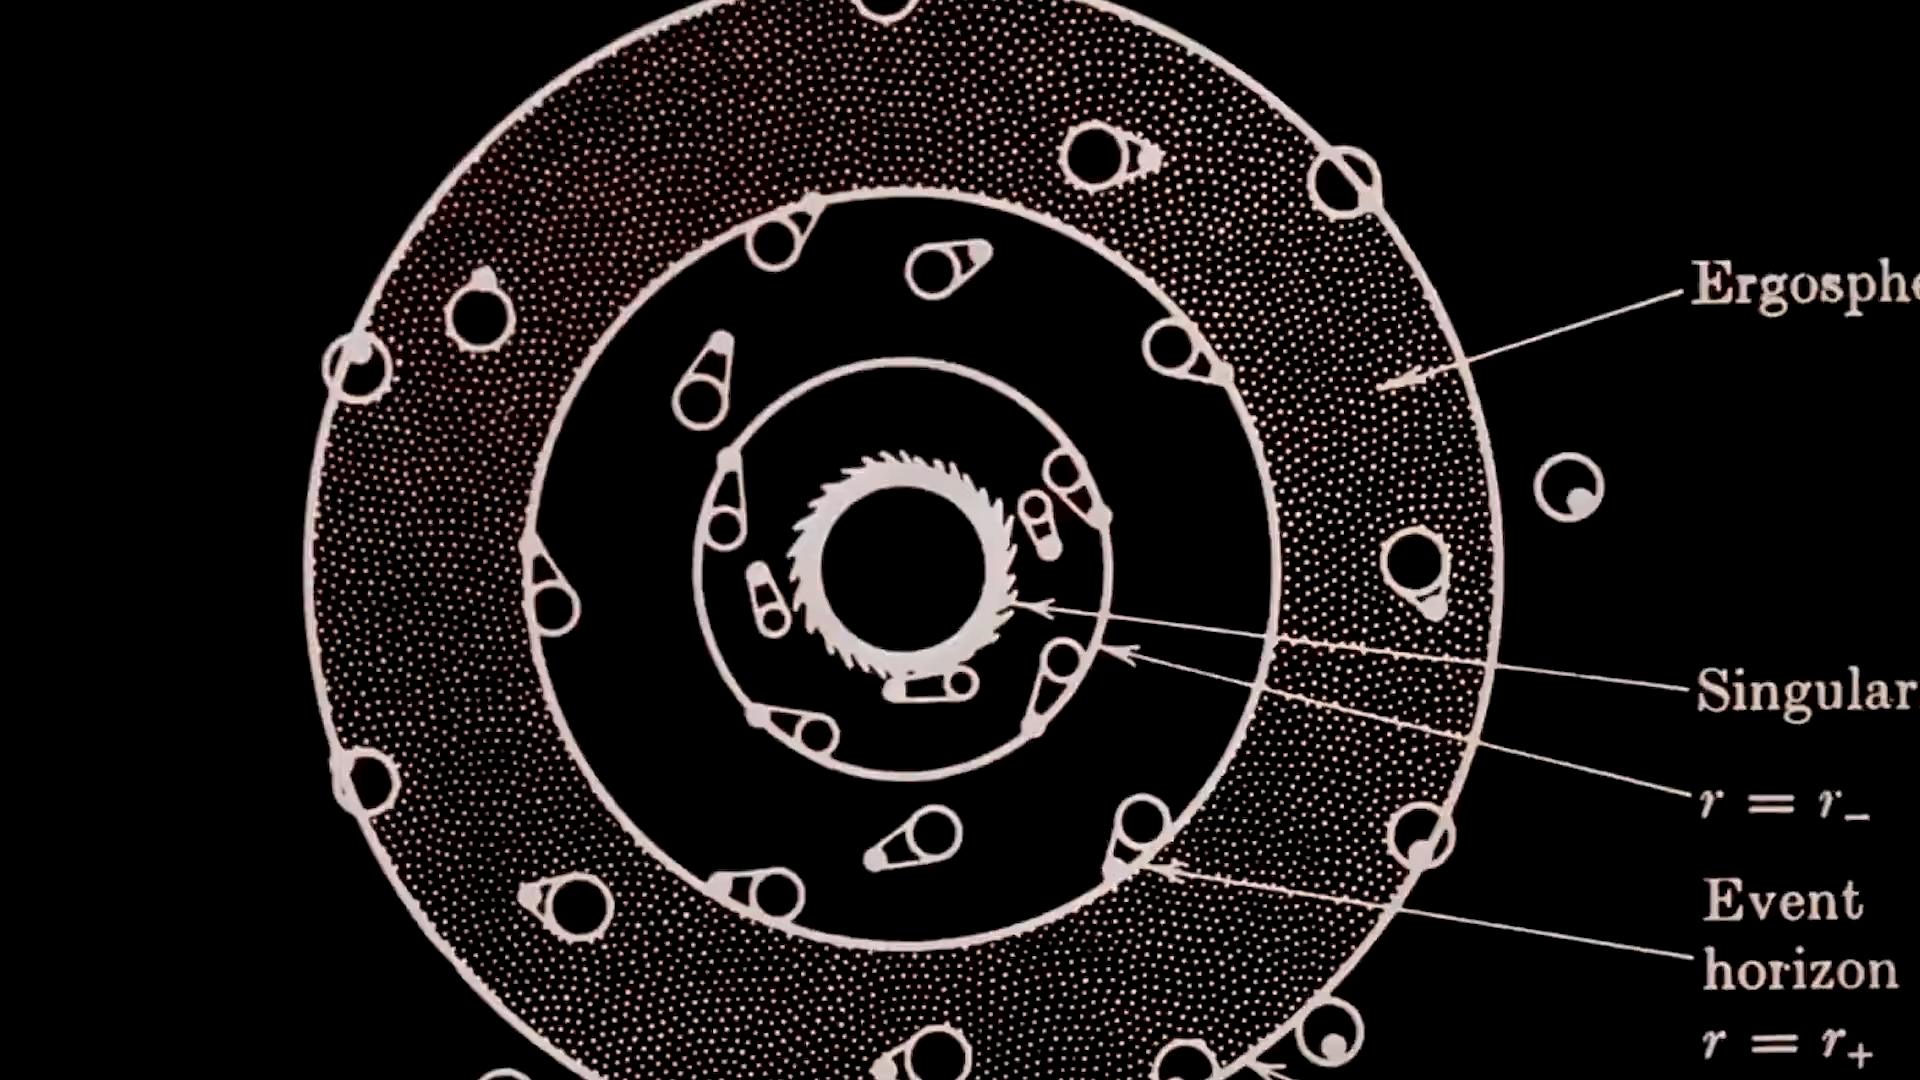 Ergosphe
Singular
r = r₋
Event
horizon
r = r₊